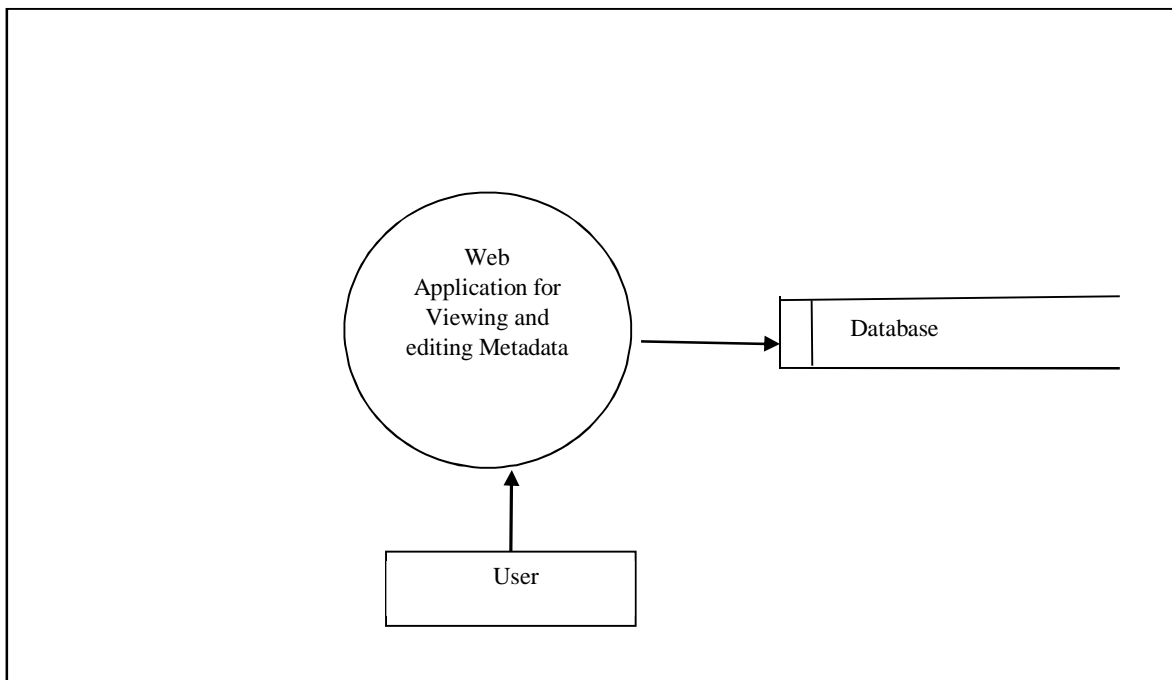 Web
Application for
Viewing and
editing Metadata
Database
User